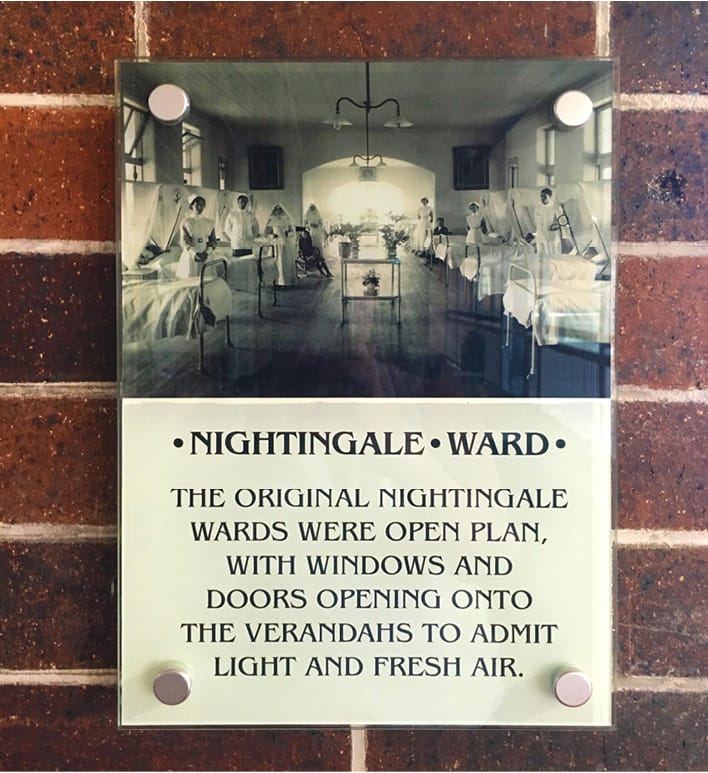 •NIGHTINGALE•WARD•
THE ORIGINAL NIGHTINGALE
WARDS WERE OPEN PLAN,
WITH WINDOWS AND
DOORS OPENING ONTO
THE VERANDAHS TO ADMIT
LIGHT AND FRESH AIR.